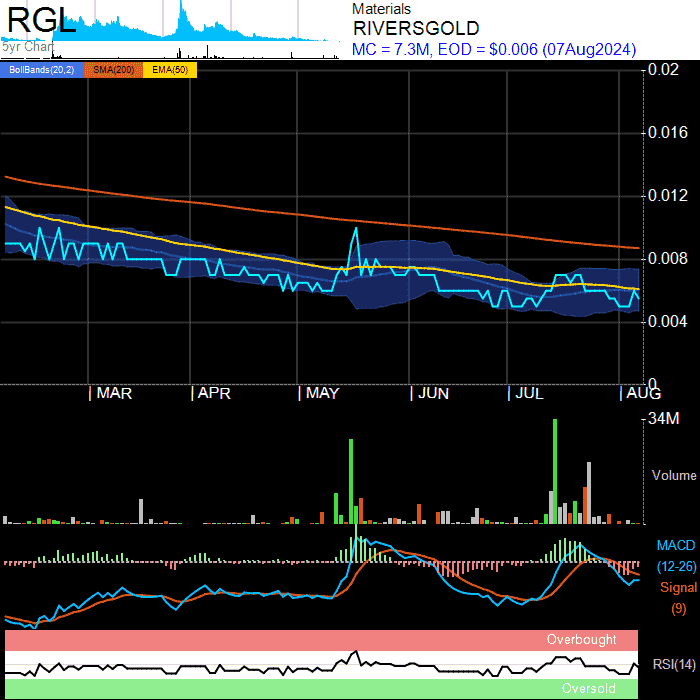 RGL
5yr Chart
Materials
RIVERSGOLD
MC = 7.3M, EOD = $0.006 (07Aug2024)
BollBands(20,2) SMA(200) EMA(50)
0.02
0.016
0.012
0.008
0.004
0
MAR APR MAY JUN JUL AUG
34M
Volume
MACD
(12-26)
Signal
(9)
Overbought
RSI(14)
Oversold